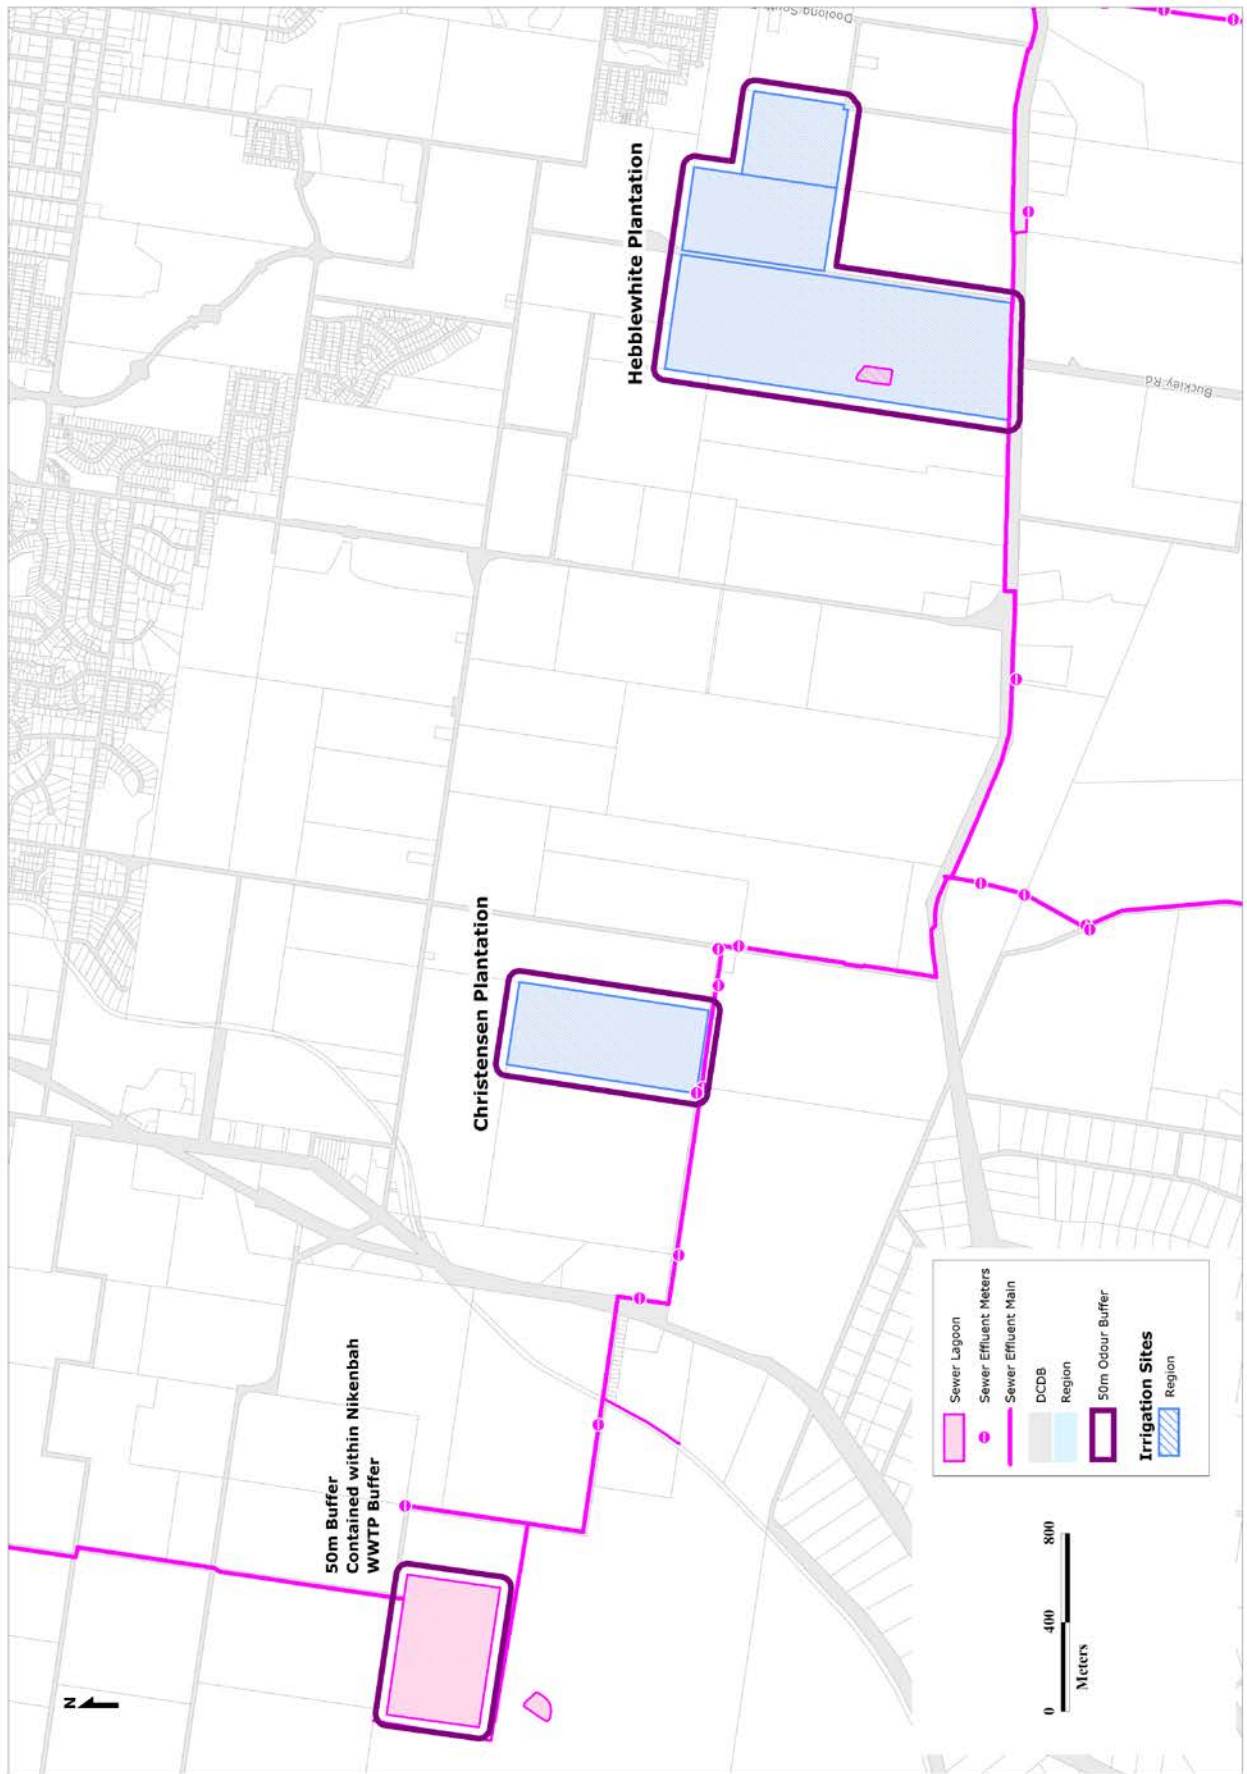 Doolong South
Hebblewhite Plantation
Buckley Rd
Christensen Plantation
50m Buffer
Contained within Nikenbah
WWTP Buffer
N
Sewer Lagoon
Sewer Effluent Meters
Sewer Effluent Main
DCDB
Region
50m Odour Buffer
Irrigation Sites
Region
0 400 800
Meters